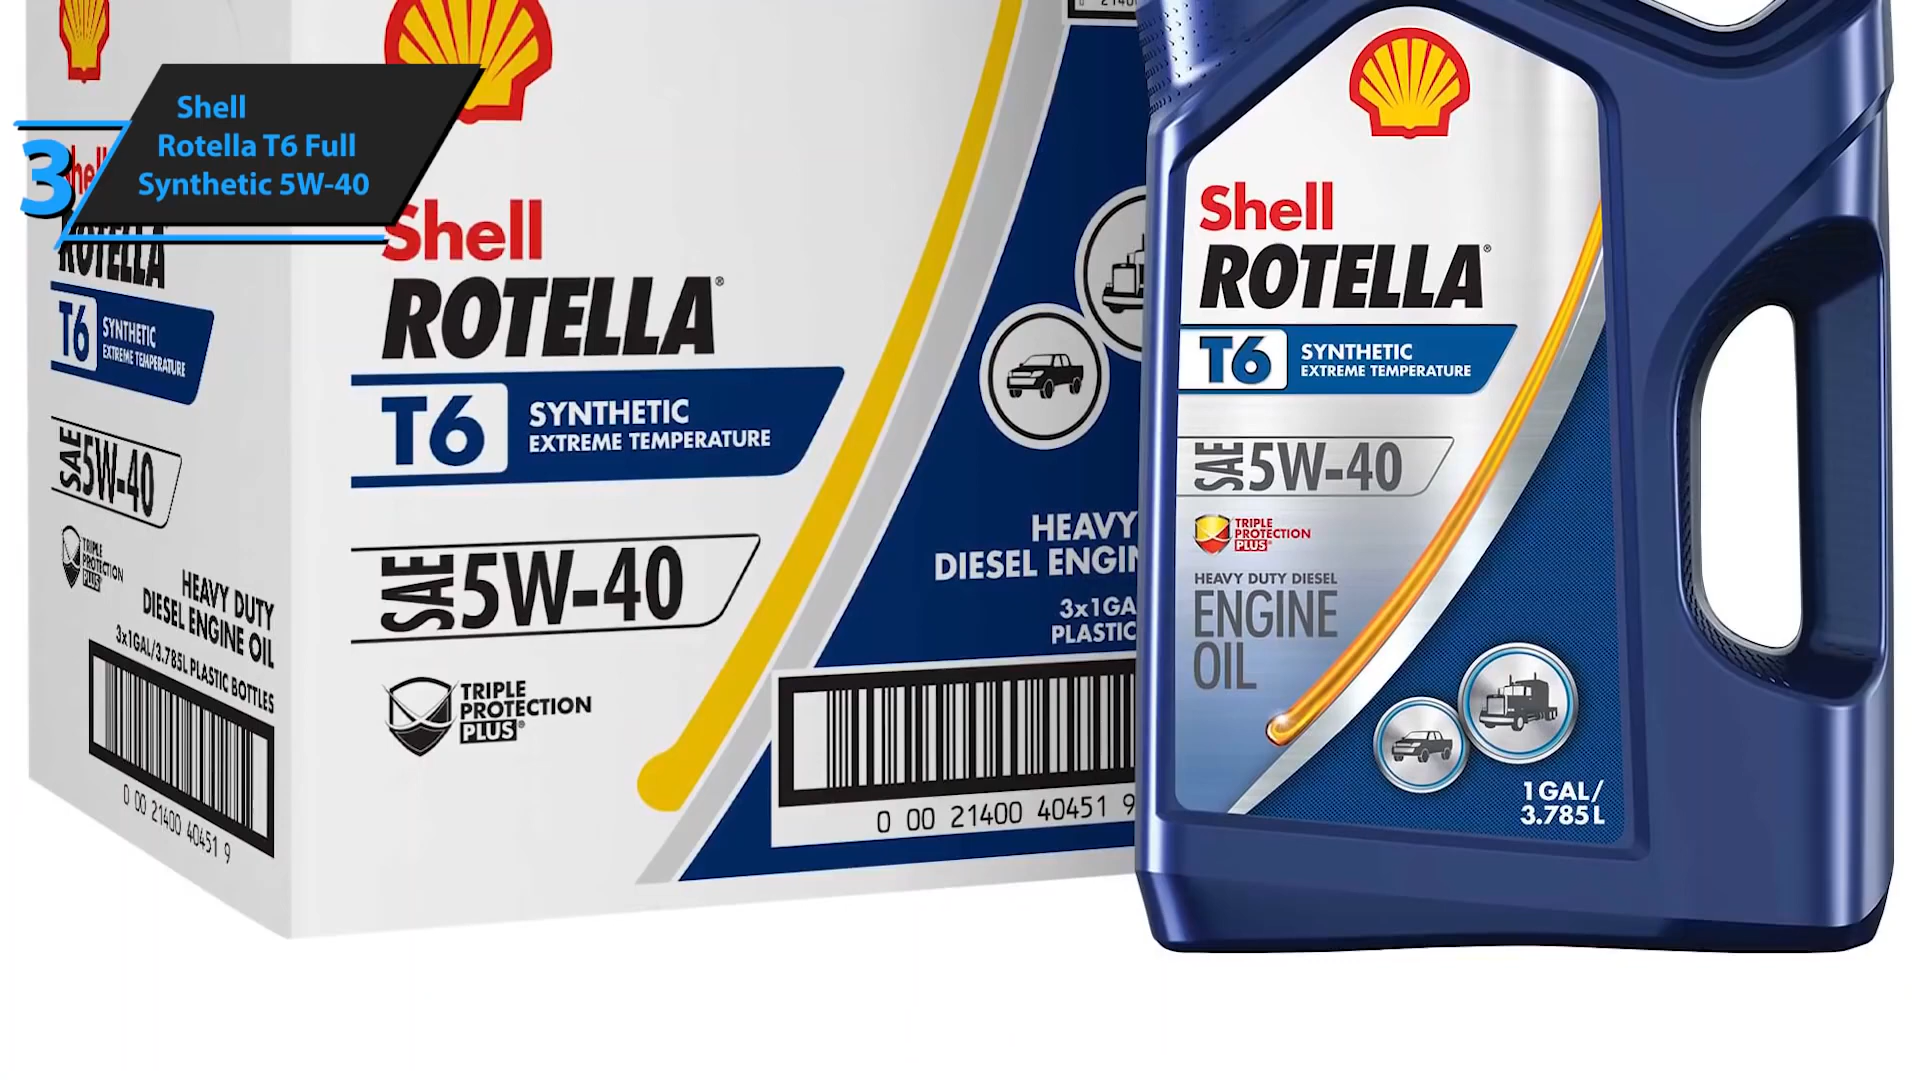 3
Shell
Rotella T6 Full
Synthetic 5W-40
Shell
ROTELLA
T6
SYNTHETIC
EXTREME TEMPERATURE
SAE
5W-40
TRIPLE
PROTECTION
PLUS
HEAVY DUTY
DIESEL ENGINE OIL
3x1GAL/3.785L PLASTIC BOTTLES
0 00 21400 40451 9
Shell
ROTELLA®
T6
SYNTHETIC
EXTREME TEMPERATURE
SAE
5W-40
TRIPLE
PROTECTION
PLUS®
HEAVY
DIESEL ENGIN
3x1GA
PLASTIC
0 00 21400 40451 9
Shell
ROTELLA®
T6
SYNTHETIC
EXTREME TEMPERATURE
SAE
5W-40
TRIPLE
PROTECTION
PLUS®
HEAVY DUTY DIESEL
ENGINE
OIL
1 GAL/
3.785 L